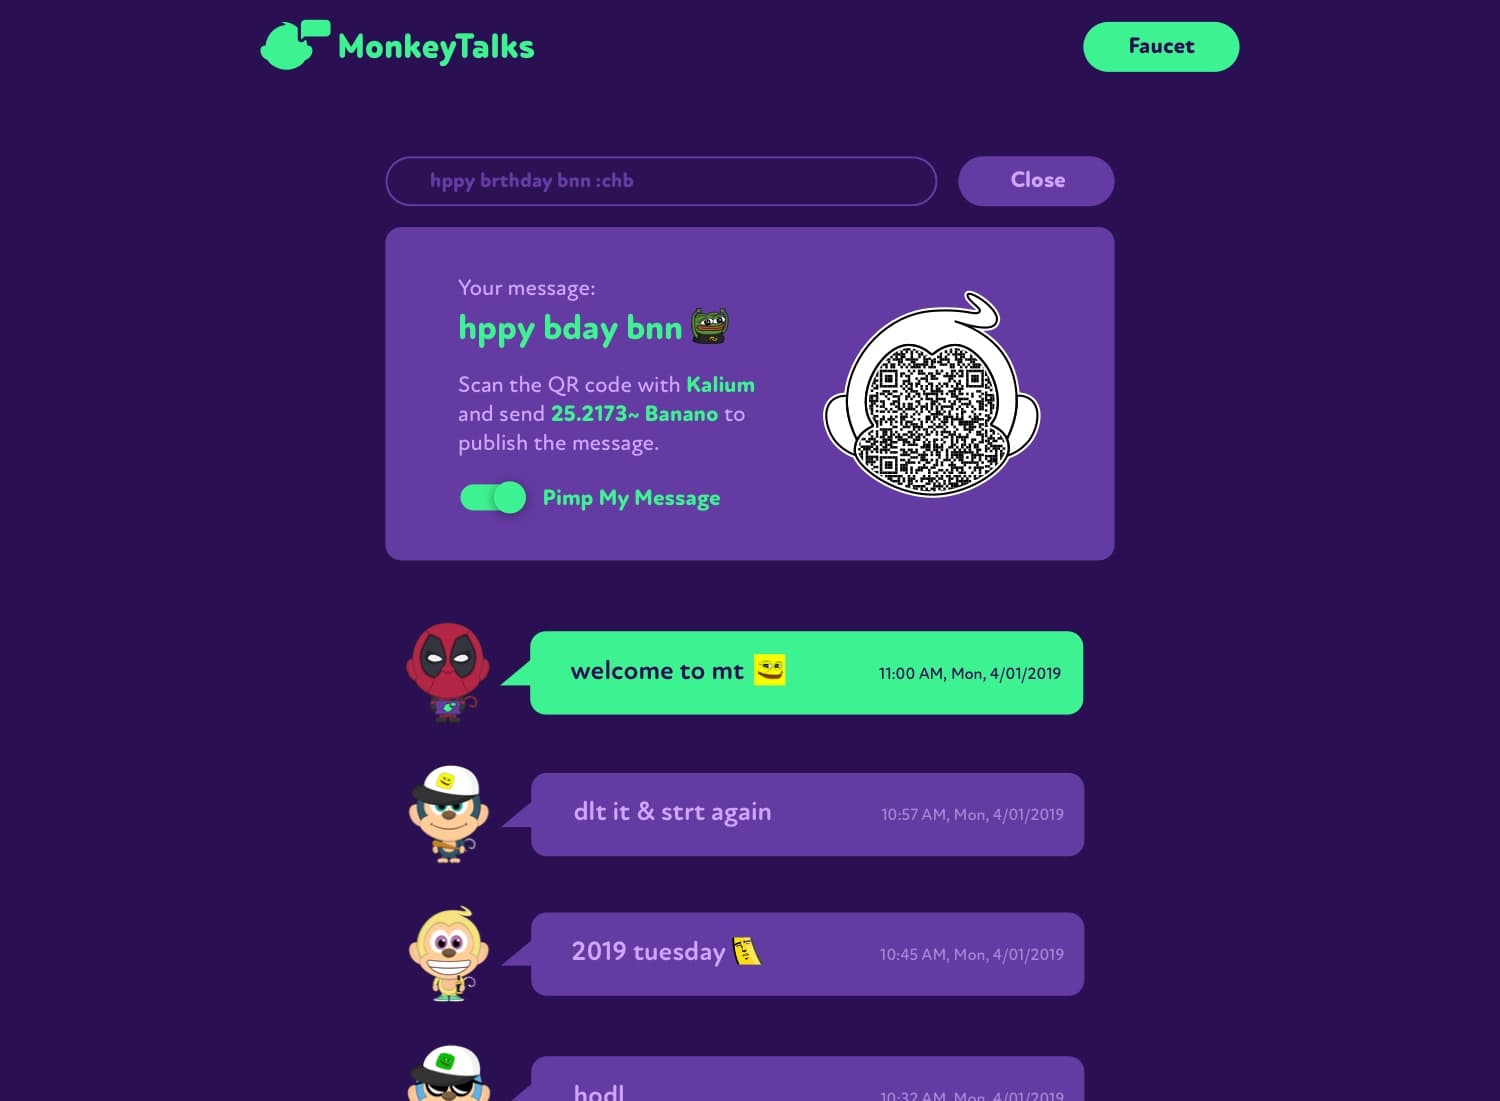 MonkeyTalks
Faucet
hppy brthday bnn :chb
Close
Your message:
hppy bday bnn
Scan the QR code with Kalium
and send 25.2173~ Banano to
publish the message.
Pimp My Message
welcome to mt
11:00 AM, Mon, 4/01/2019
dlt it & strt again
10:57 AM, Mon, 4/01/2019
2019 tuesday
10:45 AM, Mon, 4/01/2019
hodl
10:32 AM, Mon, 4/01/2019